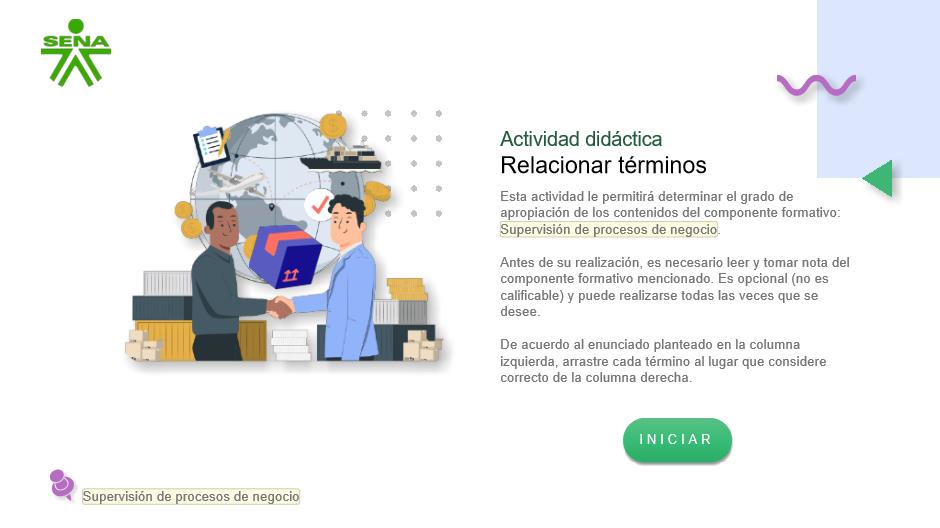 SENA
Actividad didáctica
Relacionar términos
Esta actividad le permitirá determinar el grado de
apropiación de los contenidos del componente formativo:
Supervisión de procesos de negocio.
Antes de su realización, es necesario leer y tomar nota del
componente formativo mencionado. Es opcional (no es
calificable) y puede realizarse todas las veces que se
desee.
De acuerdo al enunciado planteado en la columna
izquierda, arrastre cada término al lugar que considere
correcto de la columna derecha.
INICIAR
Supervisión de procesos de negocio